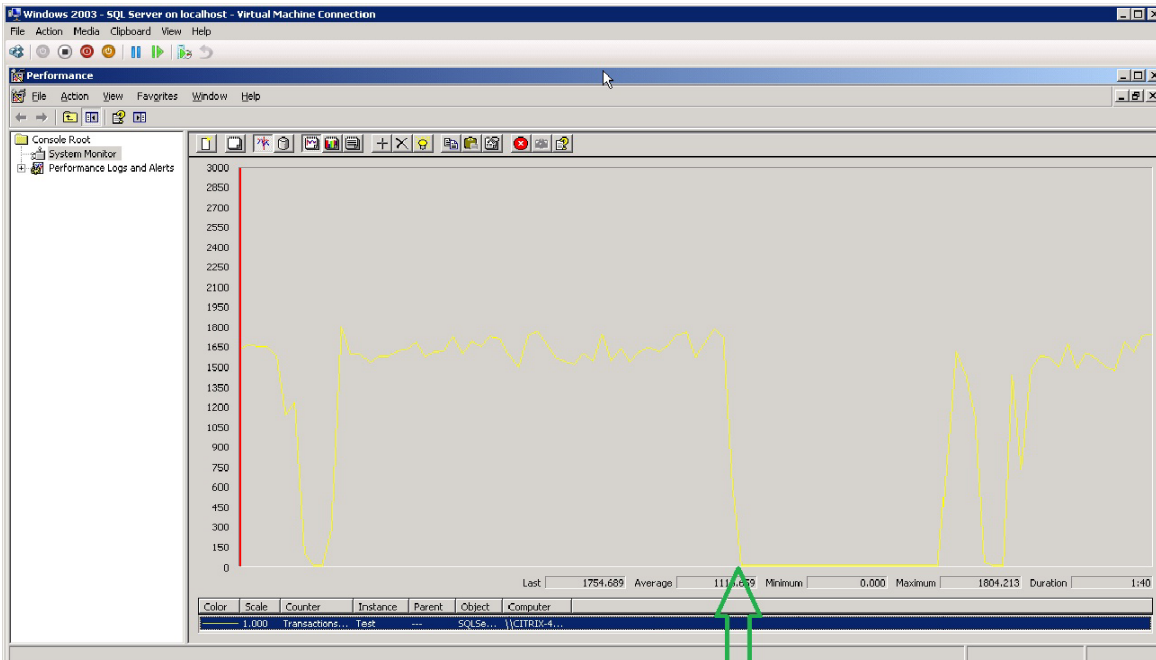 Windows 2003 - SQL Server on localhost - Virtual Machine Connection
File Action Media Clipboard View Help
Performance
File Action View Favorites Window Help
Console Root
System Monitor
Performance Logs and Alerts
3000
2850
2700
2550
2400
2250
2100
1950
1800
1650
1500
1350
1200
1050
900
750
600
450
300
150
0
Last 1754.689 Average Minimum 0.000 Maximum 1804.213 Duration 1:40
Color Scale Counter Instance Parent Object Computer
1.000 Transactions... Test --- SQLSe... \\CITRIX-4...